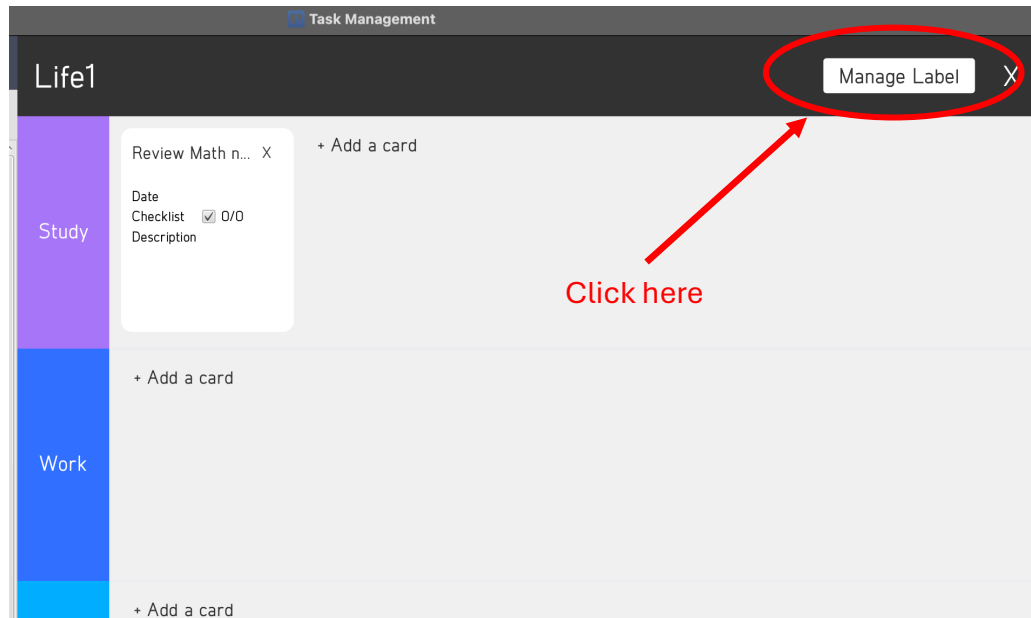 Task Management
Life1
Manage Label X
Study
Review Math n... X
Date
Checklist 0/0
Description
+ Add a card
Click here
Work
+ Add a card
+ Add a card